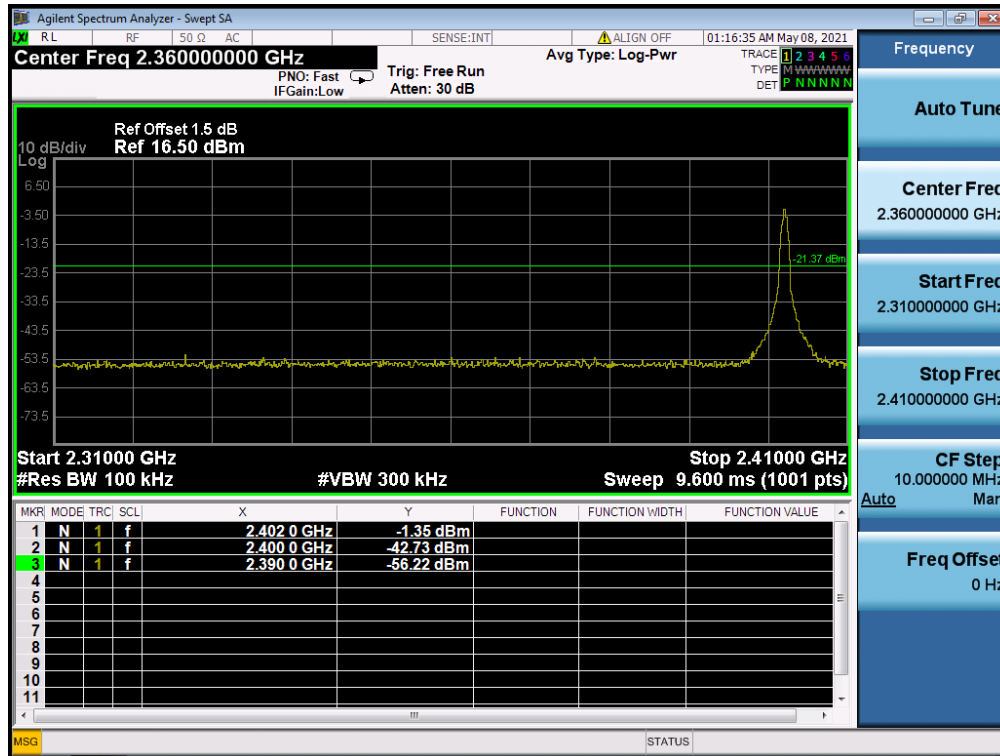 Agilent Spectrum Analyzer - Swept SA
LXI RL RF 50 Ω AC SENSE:INT ALIGN OFF 01:16:35 AM May 08, 2021
Center Freq 2.360000000 GHz
PNO: Fast
IFGain:Low
Trig: Free Run
Atten: 30 dB
Avg Type: Log-Pwr
TRACE 1 2 3 4 5 6
TYPE M WWWWW
DET P N N N N N
Ref Offset 1.5 dB
10 dB/div Ref 16.50 dBm
Log
6.50
-3.50
-13.5
-21.37 dBm
-23.5
-33.5
-43.5
-53.5
-63.5
-73.5
Start 2.31000 GHz Stop 2.41000 GHz
#Res BW 100 kHz #VBW 300 kHz Sweep 9.600 ms (1001 pts)
MKR MODE TRC SCL X Y FUNCTION FUNCTION WIDTH FUNCTION VALUE
1 N 1 f 2.402 0 GHz -1.35 dBm
2 N 1 f 2.400 0 GHz -42.73 dBm
3 N 1 f 2.390 0 GHz -56.22 dBm
4
5
6
7
8
9
10
11
MSG STATUS
Frequency
Auto Tune
Center Freq
2.360000000 GHz
Start Freq
2.310000000 GHz
Stop Freq
2.410000000 GHz
CF Step
10.000000 MHz
Auto Man
Freq Offset
0 Hz